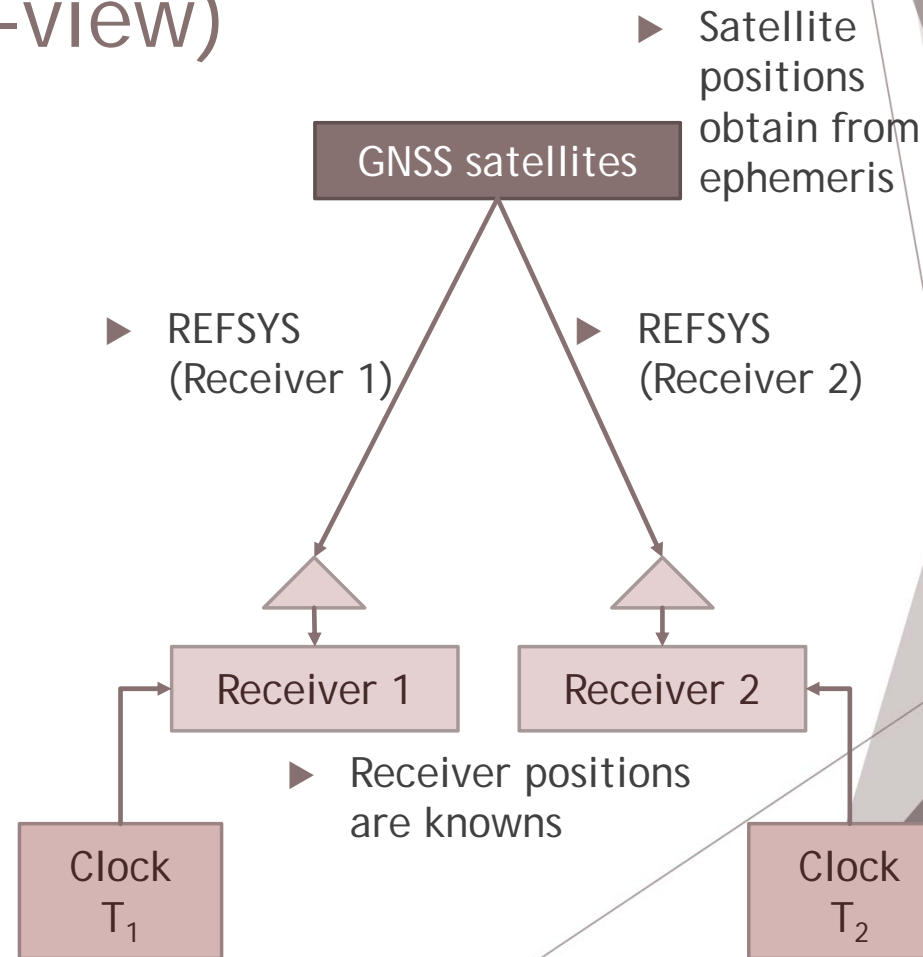 -view)
▶ Satellite
positions
obtain from
ephemeris
GNSS satellites
▶ REFSYS
(Receiver 1)
▶ REFSYS
(Receiver 2)
Receiver 1
Receiver 2
▶ Receiver positions
are knowns
Clock
T₁
Clock
T₂